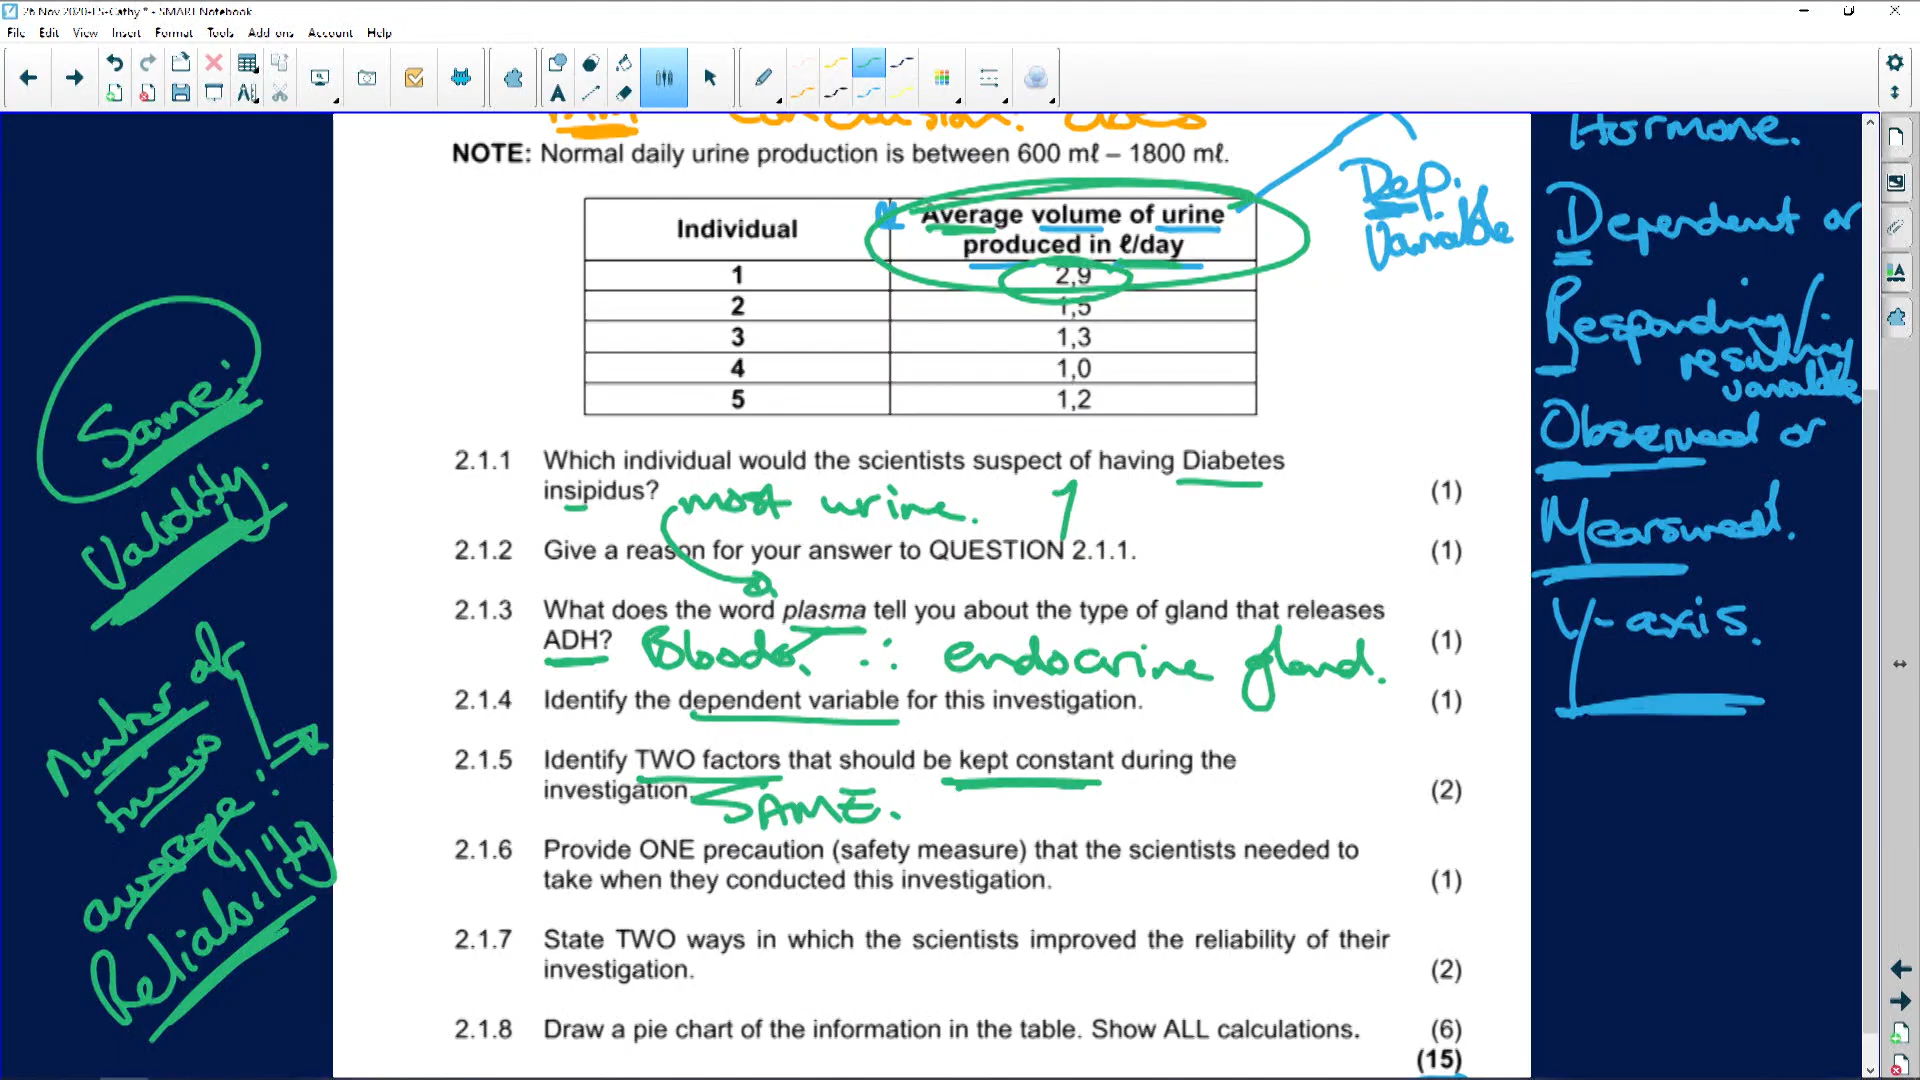 26 Nov 2020+LS+Cathy * - SMART Notebook
File Edit View Insert Format Tools Add-ons Account Help
NOTE: Normal daily urine production is between 600 mℓ – 1800 mℓ.
Individual
Average volume of urine
produced in ℓ/day
1 2,9
2 1,5
3 1,3
4 1,0
5 1,2
2.1.1 Which individual would the scientists suspect of having Diabetes
insipidus? (1)
most urine. 1
2.1.2 Give a reason for your answer to QUESTION 2.1.1. (1)
2.1.3 What does the word plasma tell you about the type of gland that releases
ADH? (1)
Blood ∴ endocrine gland.
2.1.4 Identify the dependent variable for this investigation. (1)
2.1.5 Identify TWO factors that should be kept constant during the
investigation. (2)
SAME.
2.1.6 Provide ONE precaution (safety measure) that the scientists needed to
take when they conducted this investigation. (1)
2.1.7 State TWO ways in which the scientists improved the reliability of their
investigation. (2)
2.1.8 Draw a pie chart of the information in the table. Show ALL calculations. (6)
(15)
Same:
Validity.
times
average
Reliability
Dep.
Variable
Hormone.
Dependent or
Responding/
resulting
variable
Observed or
Y-axis.